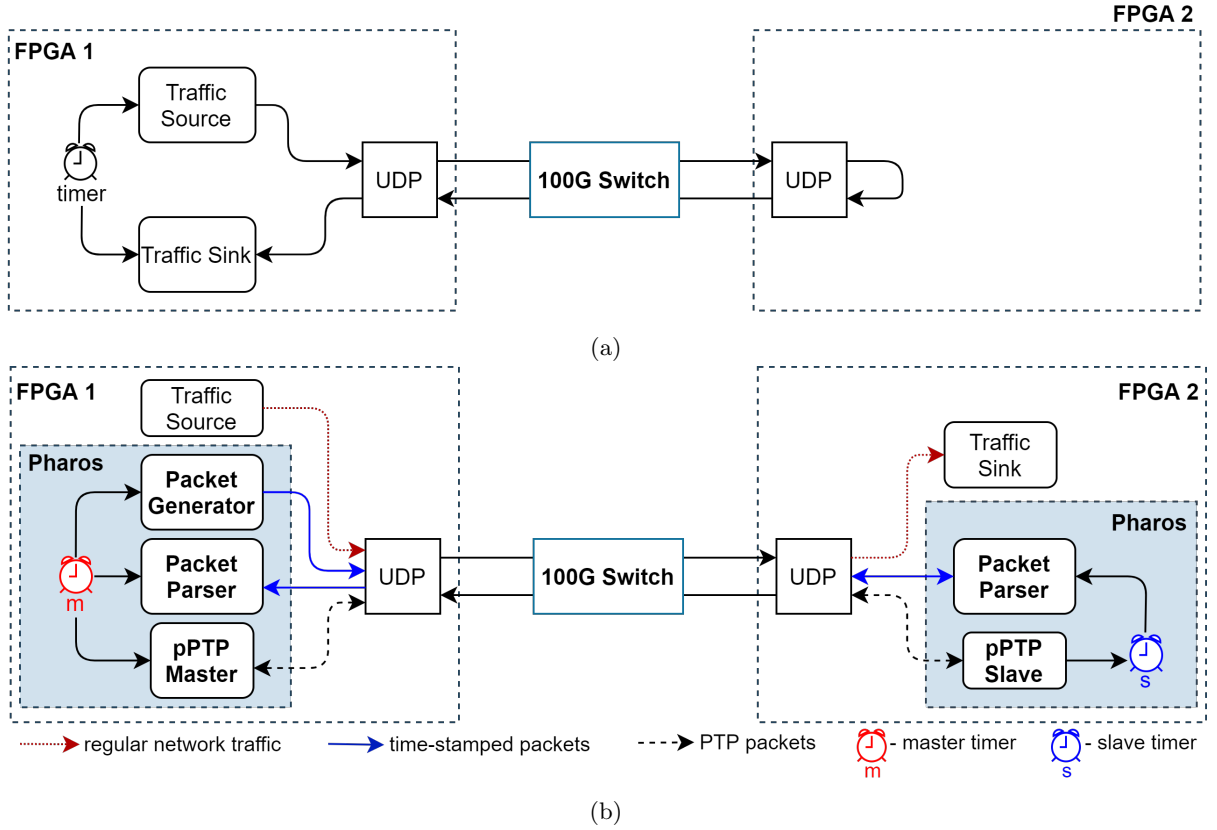 FPGA 2
FPGA 1
Traffic
Source
timer
UDP
100G Switch
UDP
Traffic Sink
(a)
FPGA 1
Traffic
Source
FPGA 2
Traffic
Sink
Pharos
Packet
Generator
Packet
Parser
m
pPTP
Master
UDP
100G Switch
UDP
Pharos
Packet
Parser
pPTP
Slave
s
regular network traffic
time-stamped packets
PTP packets
- master timer
m
- slave timer
s
(b)